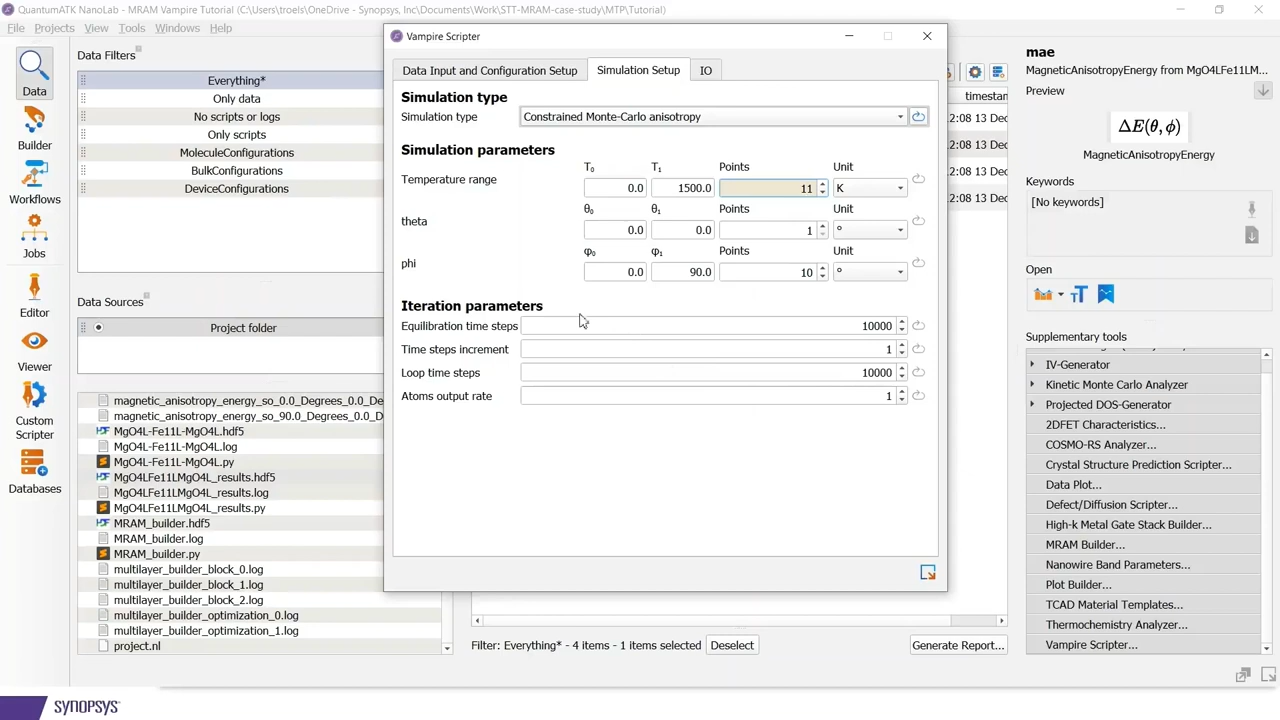 QuantumATK NanoLab - MRAM Vampire Tutorial (C:\Users\troels\OneDrive - Synopsys, Inc\Documents\Work\STT-MRAM-case-study\MTP\Tutorial)
File Projects View Tools Windows Help
Data
Builder
Workflows
Jobs
Editor
Viewer
Custom
Scripter
Databases
Data Filters
Everything*
Only data
No scripts or logs
Only scripts
MoleculeConfigurations
BulkConfigurations
DeviceConfigurations
Data Sources
Project folder
magnetic_anisotropy_energy_so_0.0_Degrees_0.0_De
magnetic_anisotropy_energy_so_90.0_Degrees_0.0_D
MgO4L-Fe11L-MgO4L.hdf5
MgO4L-Fe11L-MgO4L.log
MgO4L-Fe11L-MgO4L.py
MgO4LFe11LMgO4L_results.hdf5
MgO4LFe11LMgO4L_results.log
MgO4LFe11LMgO4L_results.py
MRAM_builder.hdf5
MRAM_builder.log
MRAM_builder.py
multilayer_builder_block_0.log
multilayer_builder_block_1.log
multilayer_builder_block_2.log
multilayer_builder_optimization_0.log
multilayer_builder_optimization_1.log
project.nl
Vampire Scripter
Data Input and Configuration Setup Simulation Setup IO
Simulation type
Simulation type Constrained Monte-Carlo anisotropy
Simulation parameters
T₀ T₁ Points Unit
Temperature range 0.0 1500.0 11 K
θ₀ θ₁ Points Unit
theta 0.0 0.0 1 °
φ₀ φ₁ Points Unit
phi 0.0 90.0 10 °
Iteration parameters
Equilibration time steps 10000
Time steps increment 1
Loop time steps 10000
Atoms output rate 1
timestan
2:08 13 Dec
2:08 13 Dec
2:08 13 Dec
2:08 13 Dec
Filter: Everything* - 4 items - 1 items selected Deselect Generate Report...
mae
MagneticAnisotropyEnergy from MgO4LFe11LM...
Preview
ΔE(θ,ϕ)
MagneticAnisotropyEnergy
Keywords
[No keywords]
Open
Supplementary tools
IV-Generator
Kinetic Monte Carlo Analyzer
Projected DOS-Generator
2DFET Characteristics...
COSMO-RS Analyzer...
Crystal Structure Prediction Scripter...
Data Plot...
Defect/Diffusion Scripter...
High-k Metal Gate Stack Builder...
MRAM Builder...
Nanowire Band Parameters...
Plot Builder...
TCAD Material Templates...
Thermochemistry Analyzer...
Vampire Scripter...
SYNOPSYS